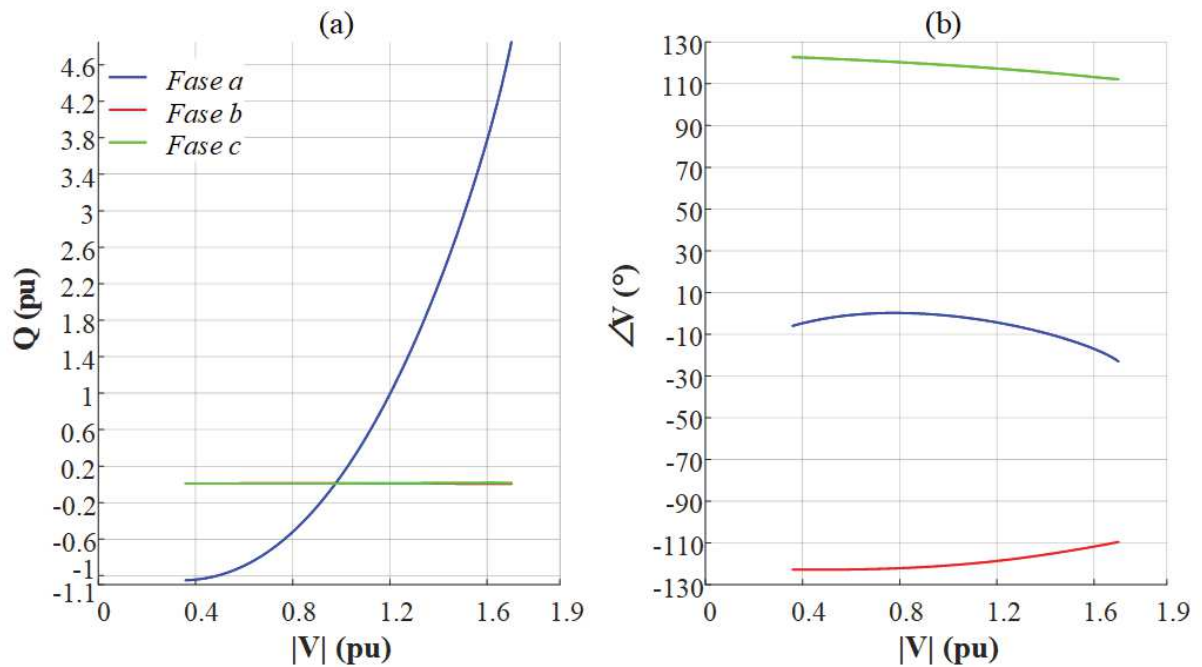 (a)
4.6
4.2
3.8
3.4
3
2.6
2.2
1.8
1.4
1
0.6
0.2
-0.2
-0.6
-1
-1.1
Q (pu)
Fase a
Fase b
Fase c
0 0.4 0.8 1.2 1.6 1.9
|V| (pu)
(b)
130
110
90
70
50
30
10
-10
-30
-50
-70
-90
-110
-130
∠V (°)
0 0.4 0.8 1.2 1.6 1.9
|V| (pu)